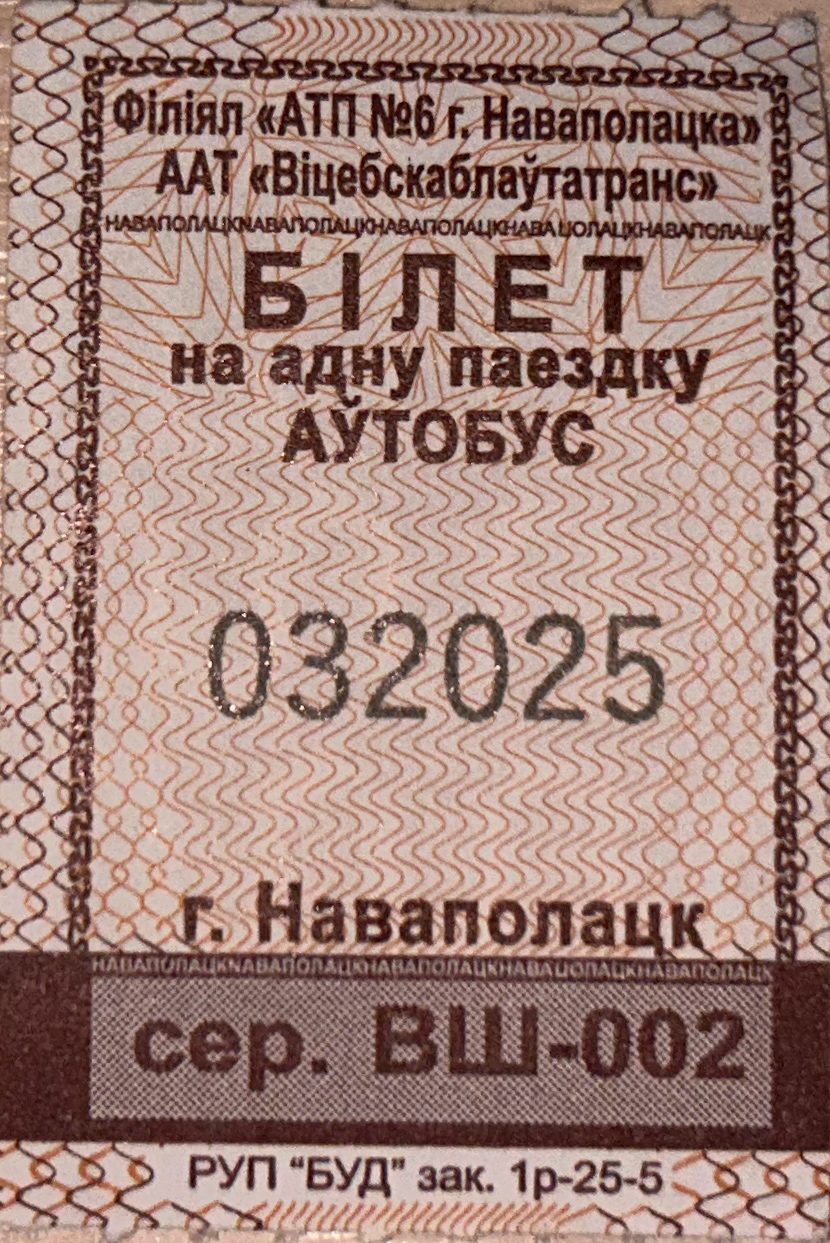 Філіял «АТП №6 г. Наваполацка»
ААТ «Віцебскаблаўтатранс»
НАВАПОЛАЦКНАВАПОЛАЦКНАВАПОЛАЦКНАВАПОЛАЦКНАВАПОЛАЦК
БІЛЕТ
на адну паездку
АЎТОБУС
032025
г. Наваполацк
НАВАПОЛАЦКНАВАПОЛАЦКНАВАПОЛАЦКНАВАПОЛАЦКНАВАПОЛАЦК
сер. ВШ-002
РУП "БУД" зак. 1р-25-5